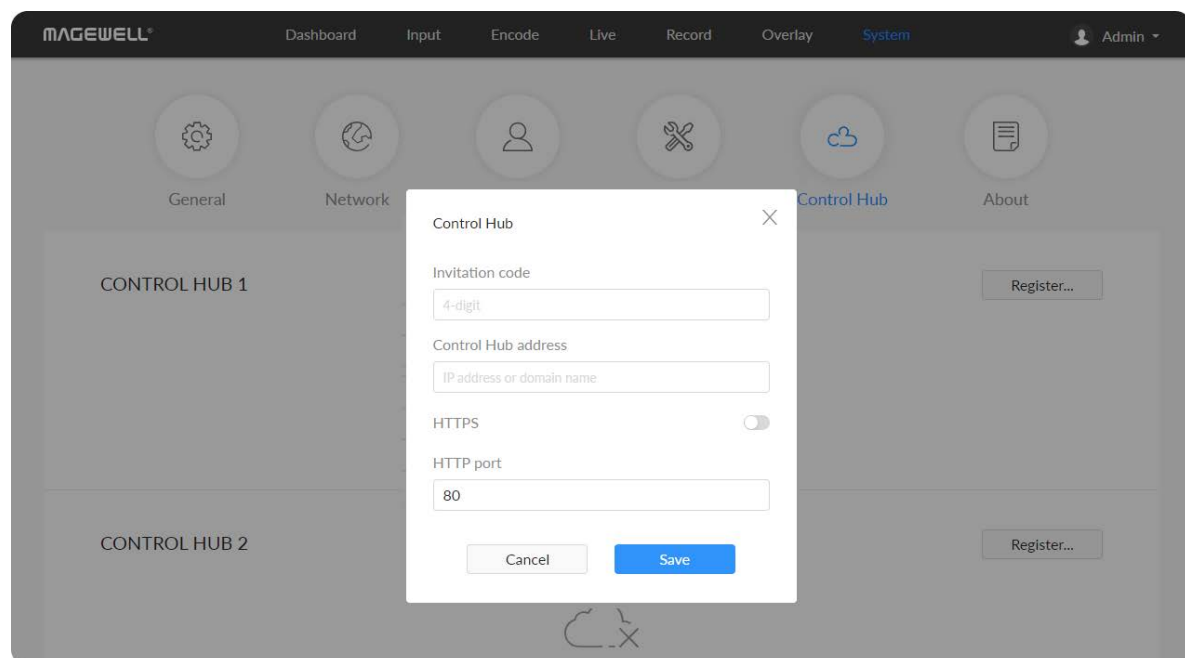 MAGEWELL®
Dashboard Input Encode Live Record Overlay System Admin
General Network Control Hub About
Control Hub
Invitation code
CONTROL HUB 1 Register...
4-digit
Control Hub address
IP address or domain name
HTTPS
HTTP port
80
CONTROL HUB 2 Register...
Cancel Save